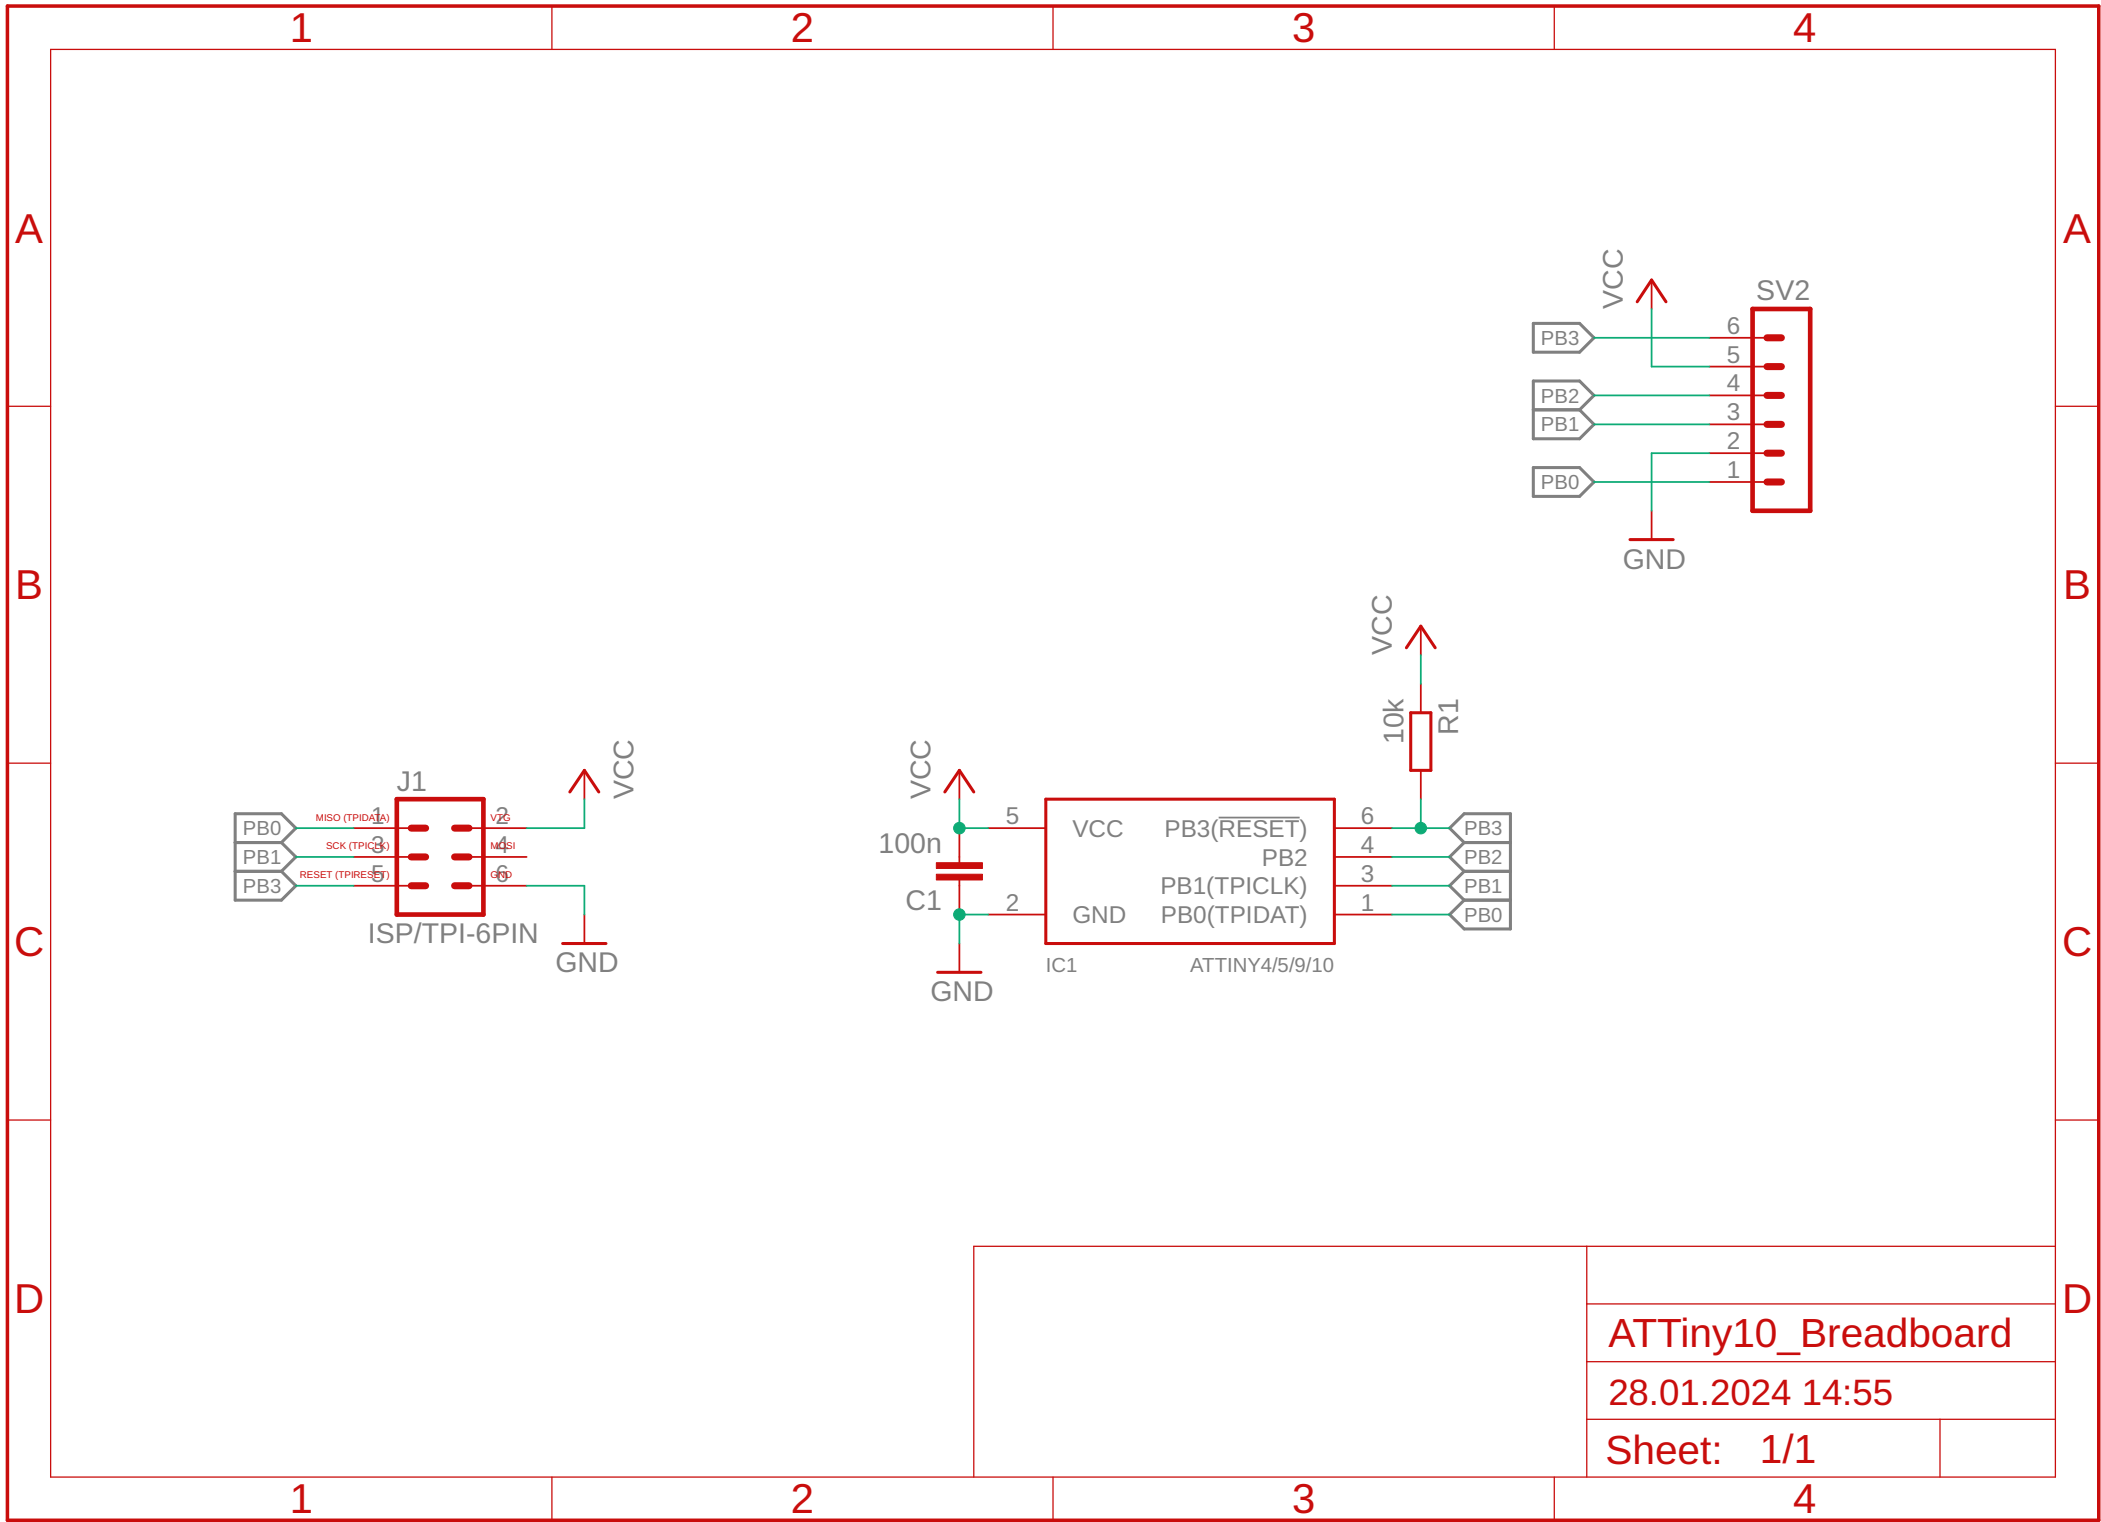 1 2 3 4
A A
VCC
SV2
PB3 6
5
PB2 4
PB1 3
2
PB0 1
GND
B B
VCC
10k R1
J1 VCC
PB0 MISO (TPIDATA) 1 2 VTG
PB1 SCK (TPICLK) 3 4 MOSI
PB3 RESET (TPIRESET) 5 6 GND
ISP/TPI-6PIN
GND
VCC
100n
C1
GND
5 VCC PB3(RESET) 6 PB3
PB2 4 PB2
PB1(TPICLK) 3 PB1
2 GND PB0(TPIDAT) 1 PB0
IC1 ATTINY4/5/9/10
C C
D D
ATTiny10_Breadboard
28.01.2024 14:55
Sheet: 1/1
1 2 3 4